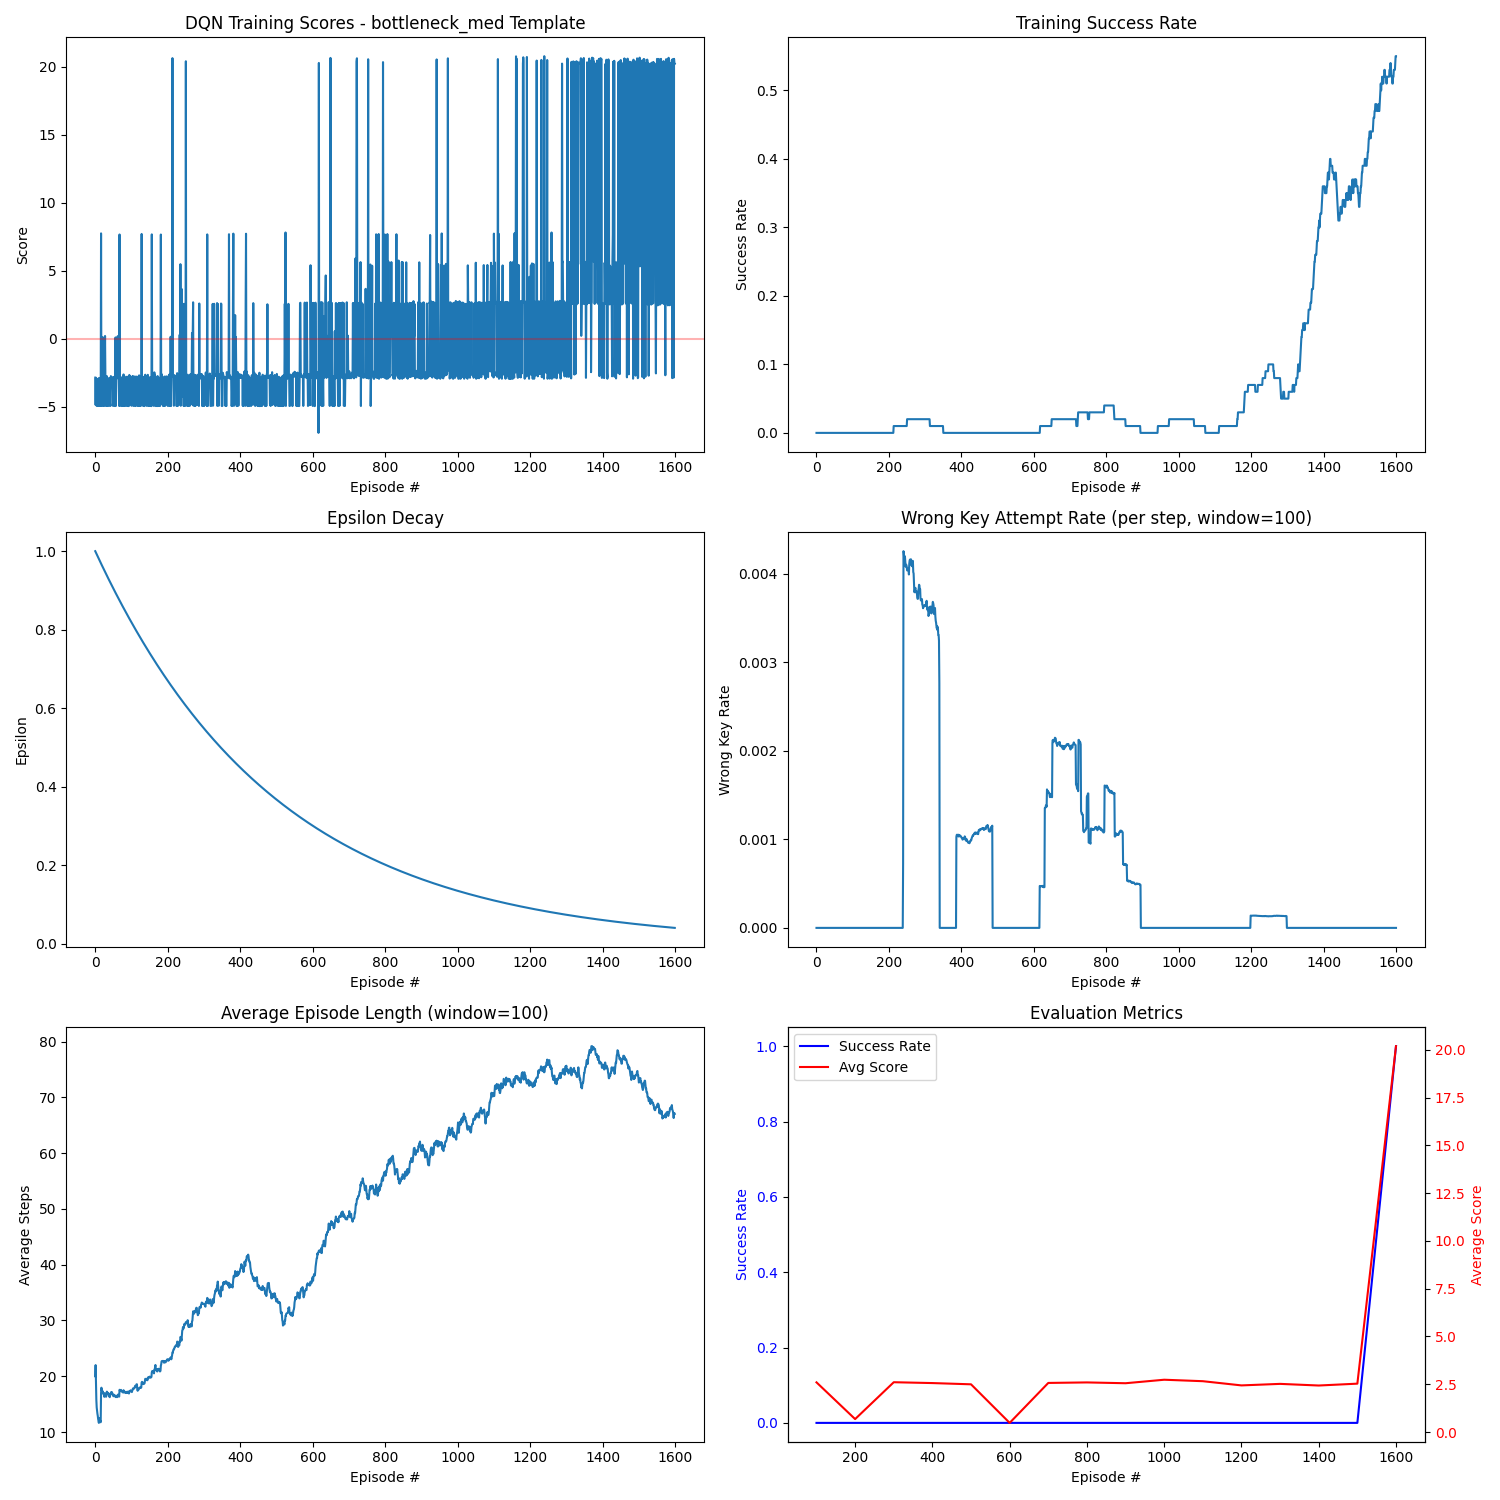 DQN Training Scores - bottleneck_med Template
20
15
10
5
0
−5
Score
0 200 400 600 800 1000 1200 1400 1600
Episode #
Training Success Rate
0.5
0.4
0.3
0.2
0.1
0.0
Success Rate
0 200 400 600 800 1000 1200 1400 1600
Episode #
Epsilon Decay
1.0
0.8
0.6
0.4
0.2
0.0
Epsilon
0 200 400 600 800 1000 1200 1400 1600
Episode #
Wrong Key Attempt Rate (per step, window=100)
0.004
0.003
0.002
0.001
0.000
Wrong Key Rate
0 200 400 600 800 1000 1200 1400 1600
Episode #
Average Episode Length (window=100)
80
70
60
50
40
30
20
10
Average Steps
0 200 400 600 800 1000 1200 1400 1600
Episode #
Evaluation Metrics
Success Rate
Avg Score
1.0
0.8
0.6
0.4
0.2
0.0
Success Rate
20.0
17.5
15.0
12.5
10.0
7.5
5.0
2.5
0.0
Average Score
200 400 600 800 1000 1200 1400 1600
Episode #